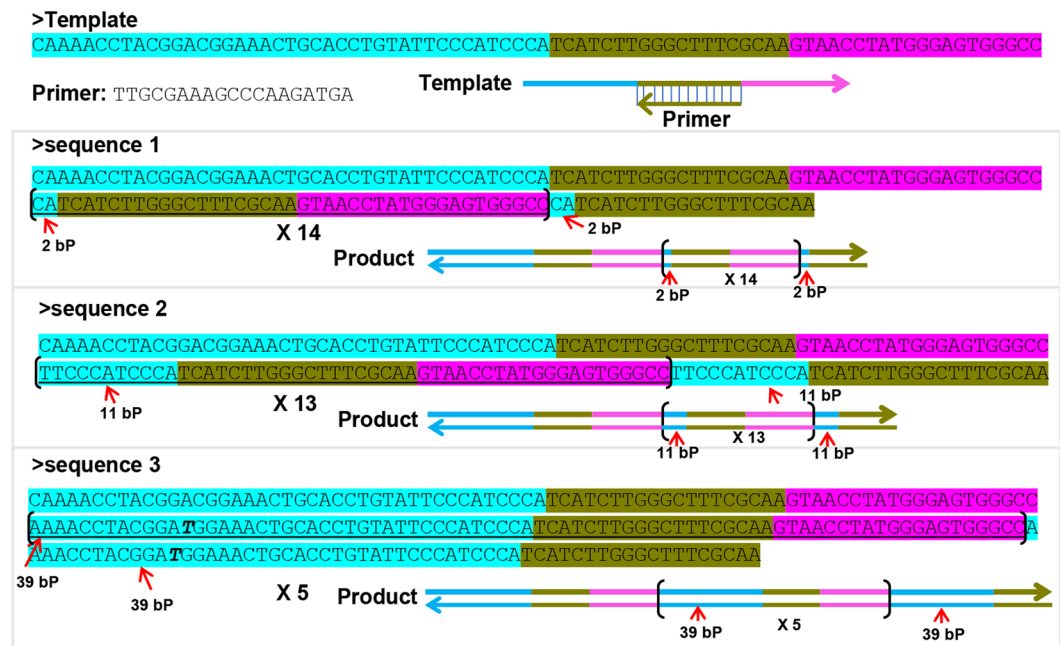 >Template
CAAAACCTACGGACGGAAACTGCACCTGTATTCCCATCCCATCATCTTGGGCTTTCGCAAGTAACCTATGGGAGTGGGCC
Primer: TTGCGAAAGCCCAAGATGA
Template
Primer
>sequence 1
CAAAACCTACGGACGGAAACTGCACCTGTATTCCCATCCCATCATCTTGGGCTTTCGCAAGTAACCTATGGGAGTGGGCC
CATCATCTTGGGCTTTCGCAAGTAACCTATGGGAGTGGGCCCATCATCTTGGGCTTTCGCAA
2 bP
X 14
2 bP
Product
2 bP
X 14
2 bP
>sequence 2
CAAAACCTACGGACGGAAACTGCACCTGTATTCCCATCCCATCATCTTGGGCTTTCGCAAGTAACCTATGGGAGTGGGCC
TTCCCATCCCATCATCTTGGGCTTTCGCAAGTAACCTATGGGAGTGGGCCTTCCCATCCCATCATCTTGGGCTTTCGCAA
11 bP
X 13
11 bP
Product
11 bP
X 13
11 bP
>sequence 3
CAAAACCTACGGACGGAAACTGCACCTGTATTCCCATCCCATCATCTTGGGCTTTCGCAAGTAACCTATGGGAGTGGGCC
AAAACCTACGGATGGAAACTGCACCTGTATTCCCATCCCATCATCTTGGGCTTTCGCAAGTAACCTATGGGAGTGGGCCA
AAACCTACGGATGGAAACTGCACCTGTATTCCCATCCCATCATCTTGGGCTTTCGCAA
39 bP
39 bP
X 5
Product
39 bP
X 5
39 bP